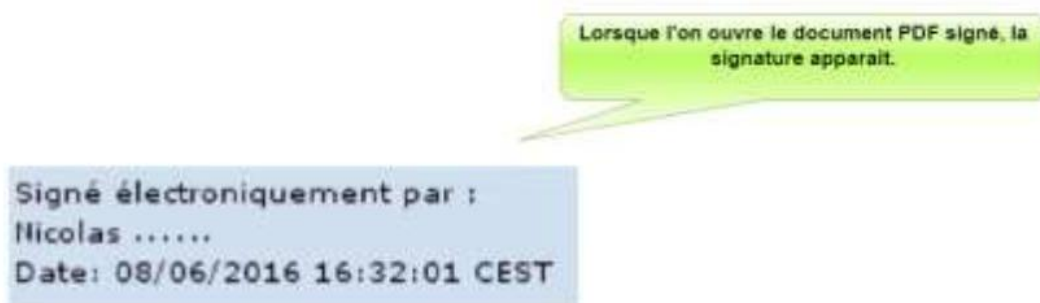 Lorsque l'on ouvre le document PDF signé, la
signature apparait.
Signé électroniquement par :
Nicolas ......
Date: 08/06/2016 16:32:01 CEST